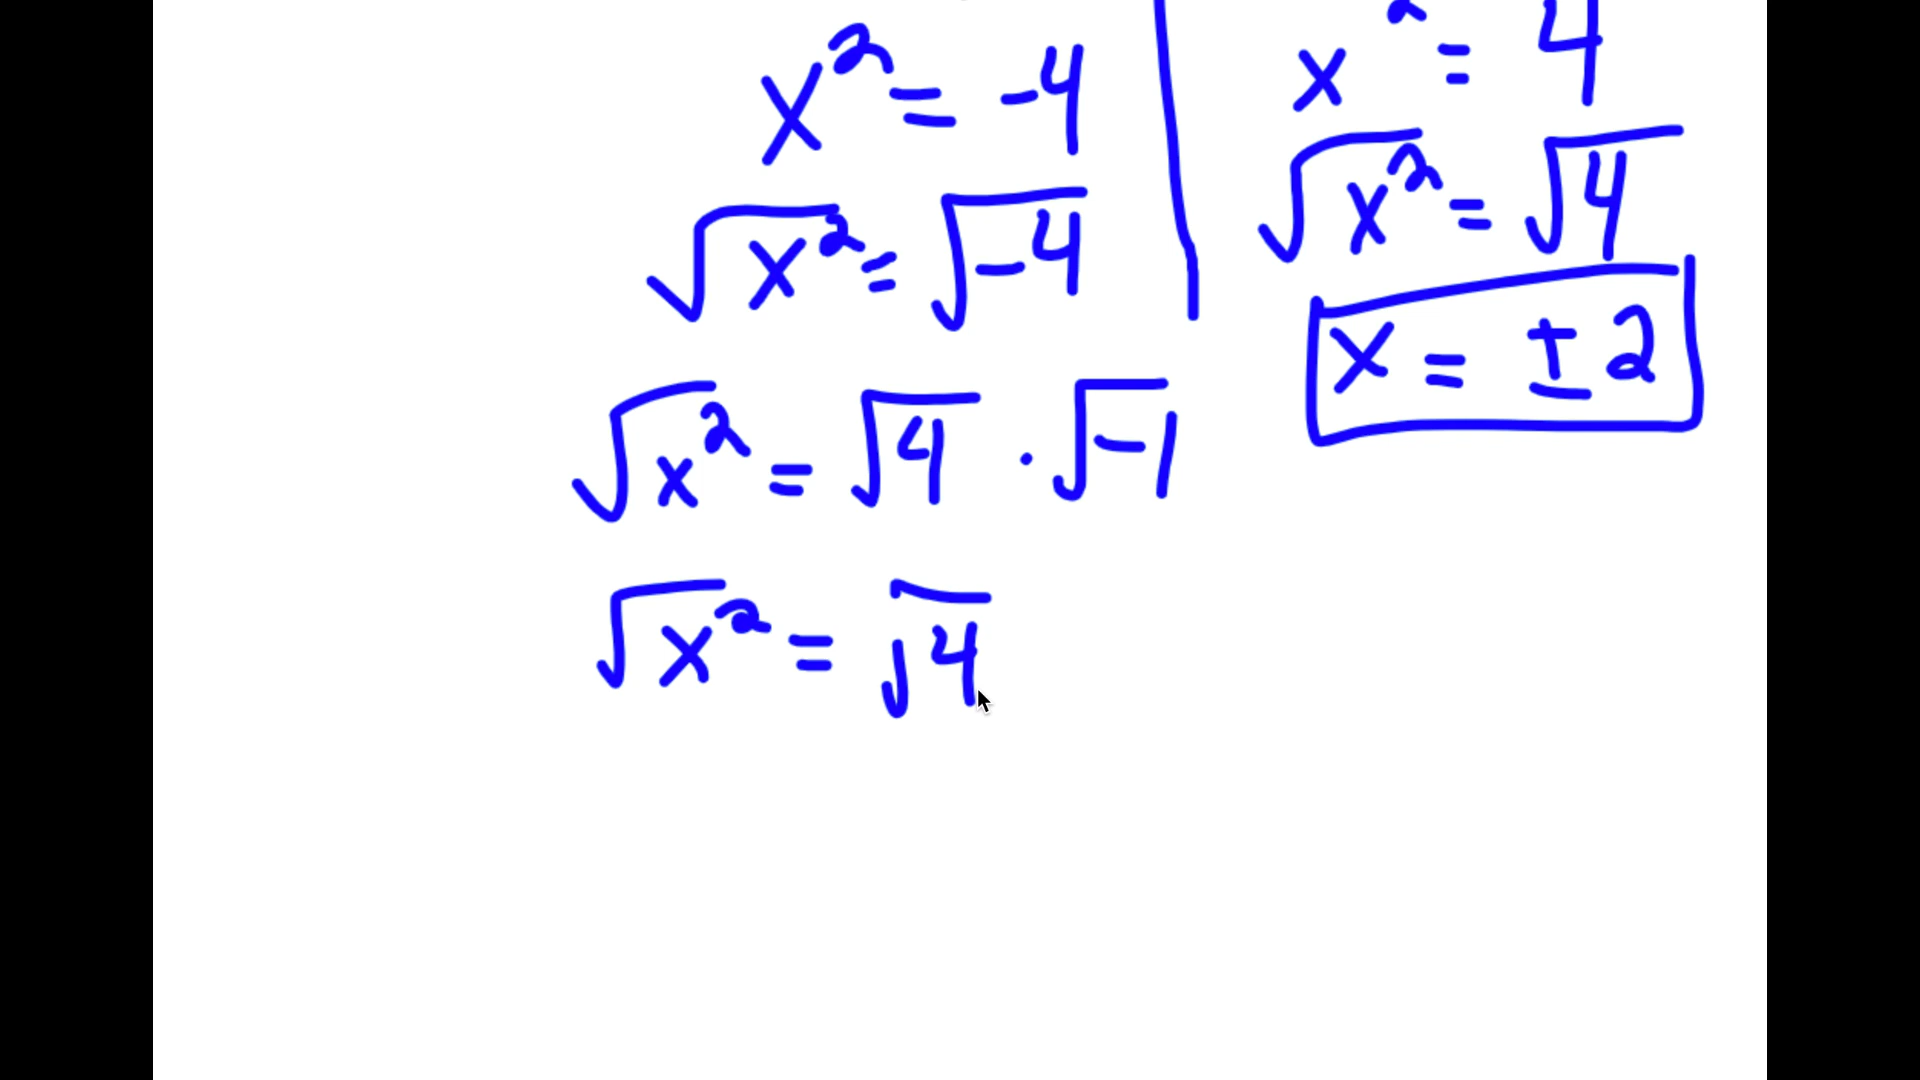 x² = -4
√x² = √-4
√x² = √4 · √-1
√x² = √4
x² = 4
√x² = √4
x = ± 2